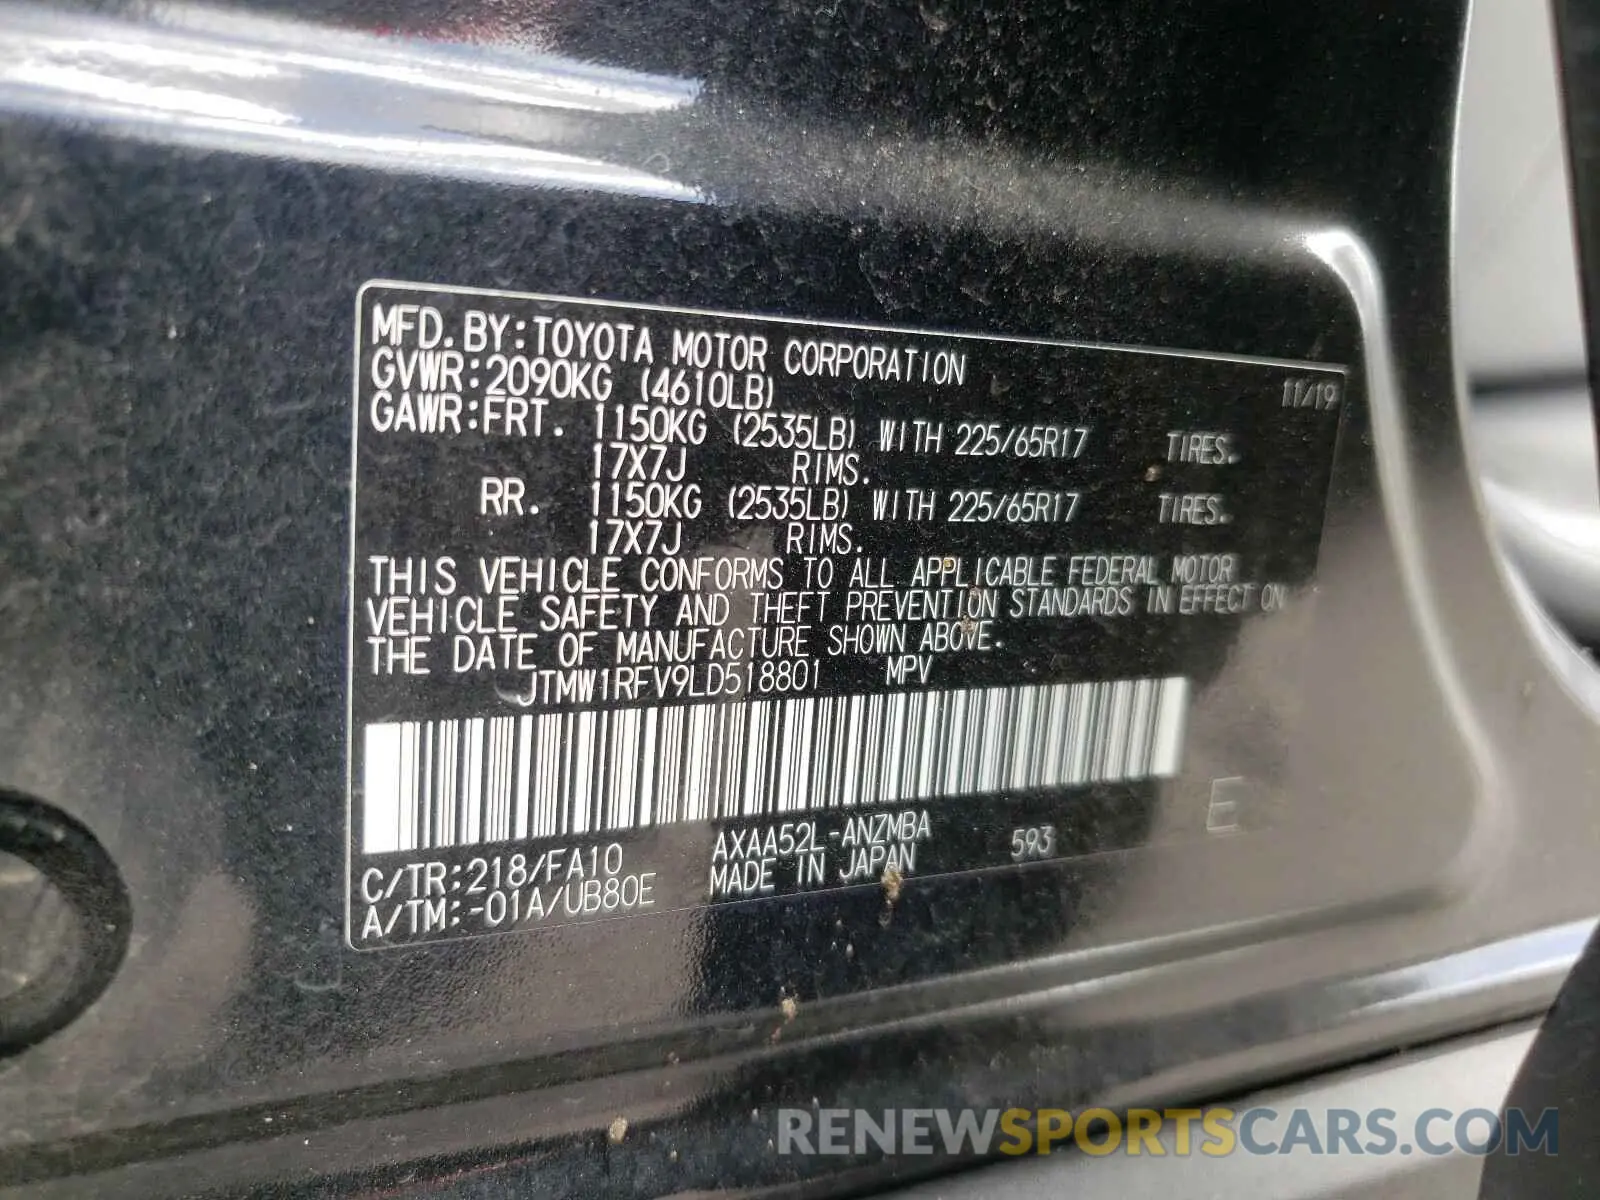 MFD.BY:TOYOTA MOTOR CORPORATION 11/19
GVWR:2090KG (4610LB)
GAWR:FRT. 1150KG (2535LB) WITH 225/65R17 TIRES.
17X7J RIMS.
RR. 1150KG (2535LB) WITH 225/65R17 TIRES.
17X7J RIMS.
THIS VEHICLE CONFORMS TO ALL APPLICABLE FEDERAL MOTOR
VEHICLE SAFETY AND THEFT PREVENTION STANDARDS IN EFFECT ON
THE DATE OF MANUFACTURE SHOWN ABOVE.
JTMW1RFV9LD518801 MPV
E
C/TR:218/FA10 AXAA52L-ANZMBA 593
A/TM:-01A/UB80E MADE IN JAPAN
RENEWSPORTSCARS.COM